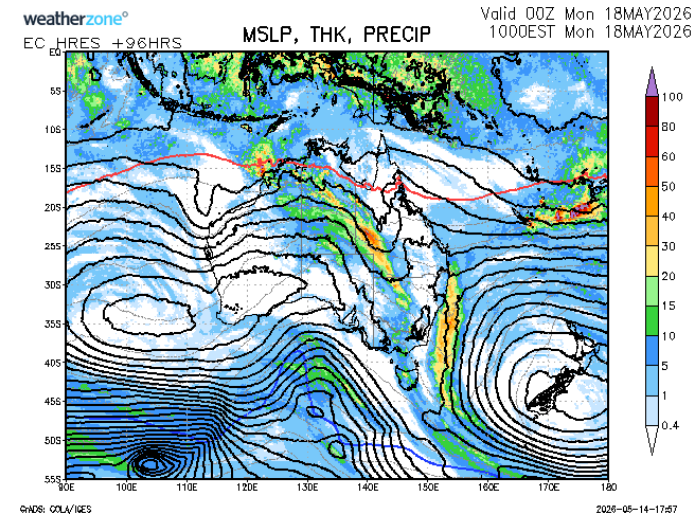 weatherzone°
Valid 00Z Mon 18MAY2026
EC HRES +96HRS
MSLP, THK, PRECIP
1000EST Mon 18MAY2026
EQ
5S
10S
15S
20S
25S
30S
35S
40S
45S
50S
55S
90E
100E
110E
120E
130E
140E
150E
160E
170E
180
100
80
60
50
40
30
20
15
10
5
1
0.4
GrADS: COLA/IGES
2026-05-14-17:57